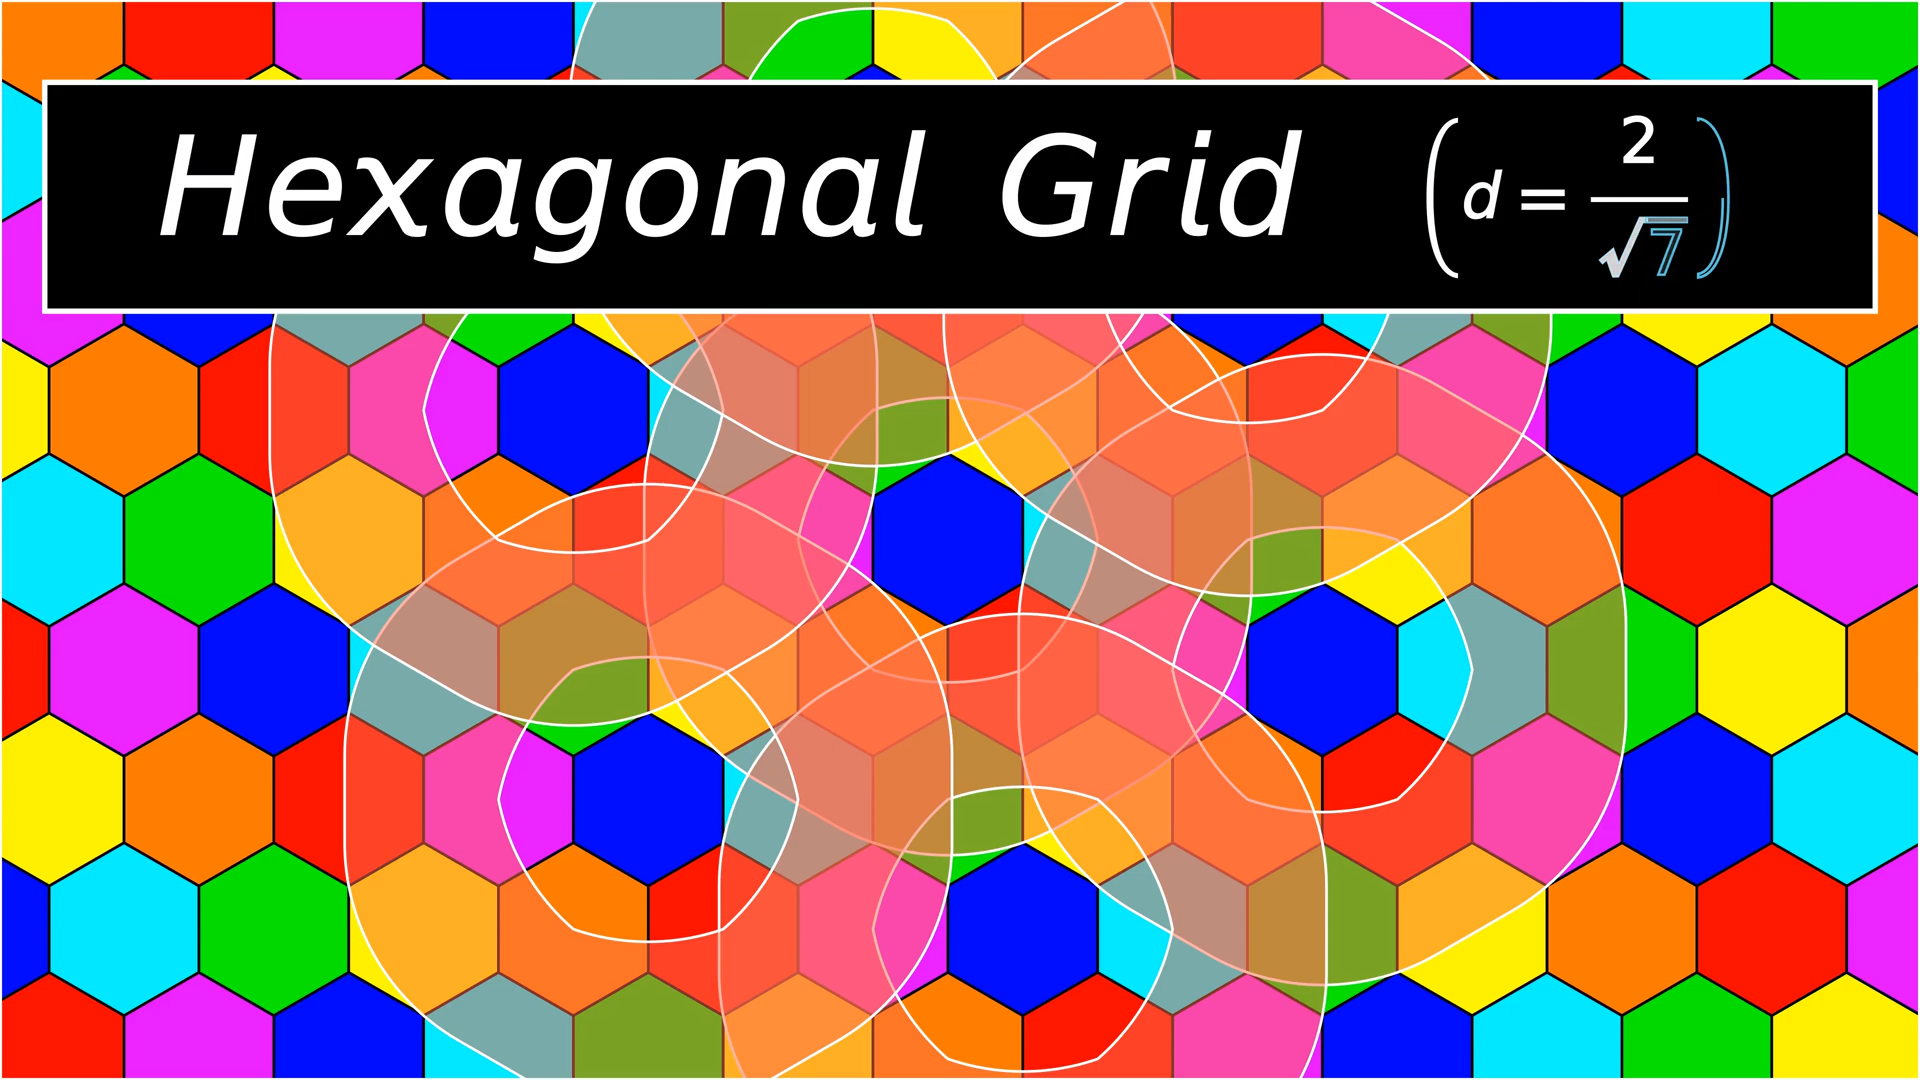 Hexagonal Grid (d = 2/√7)